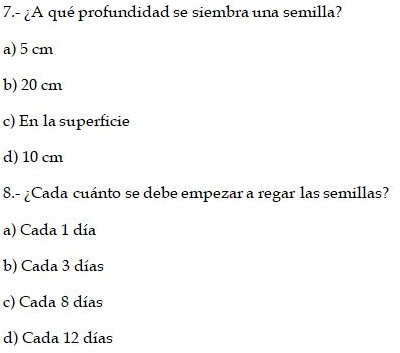 7.- ¿A qué profundidad se siembra una semilla?
a) 5 cm
b) 20 cm
c) En la superficie
d) 10 cm
8.- ¿Cada cuánto se debe empezar a regar las semillas?
a) Cada 1 día
b) Cada 3 días
c) Cada 8 días
d) Cada 12 días